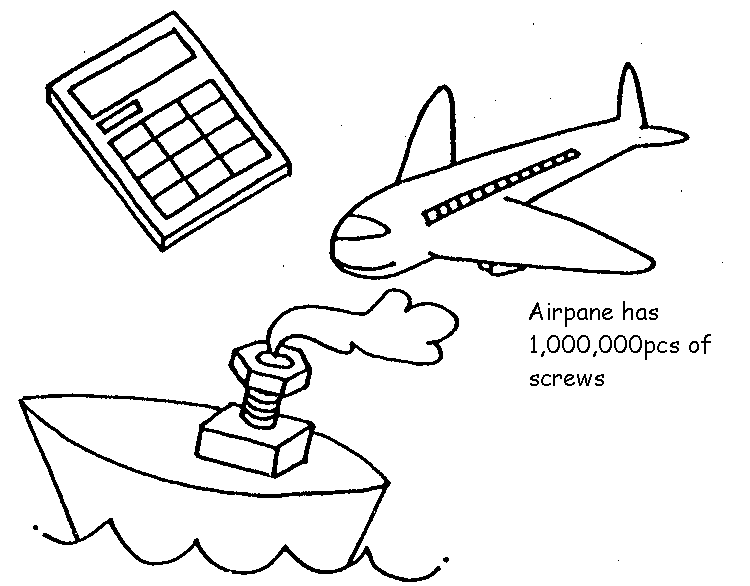 Airpane has
1,000,000pcs of
screws